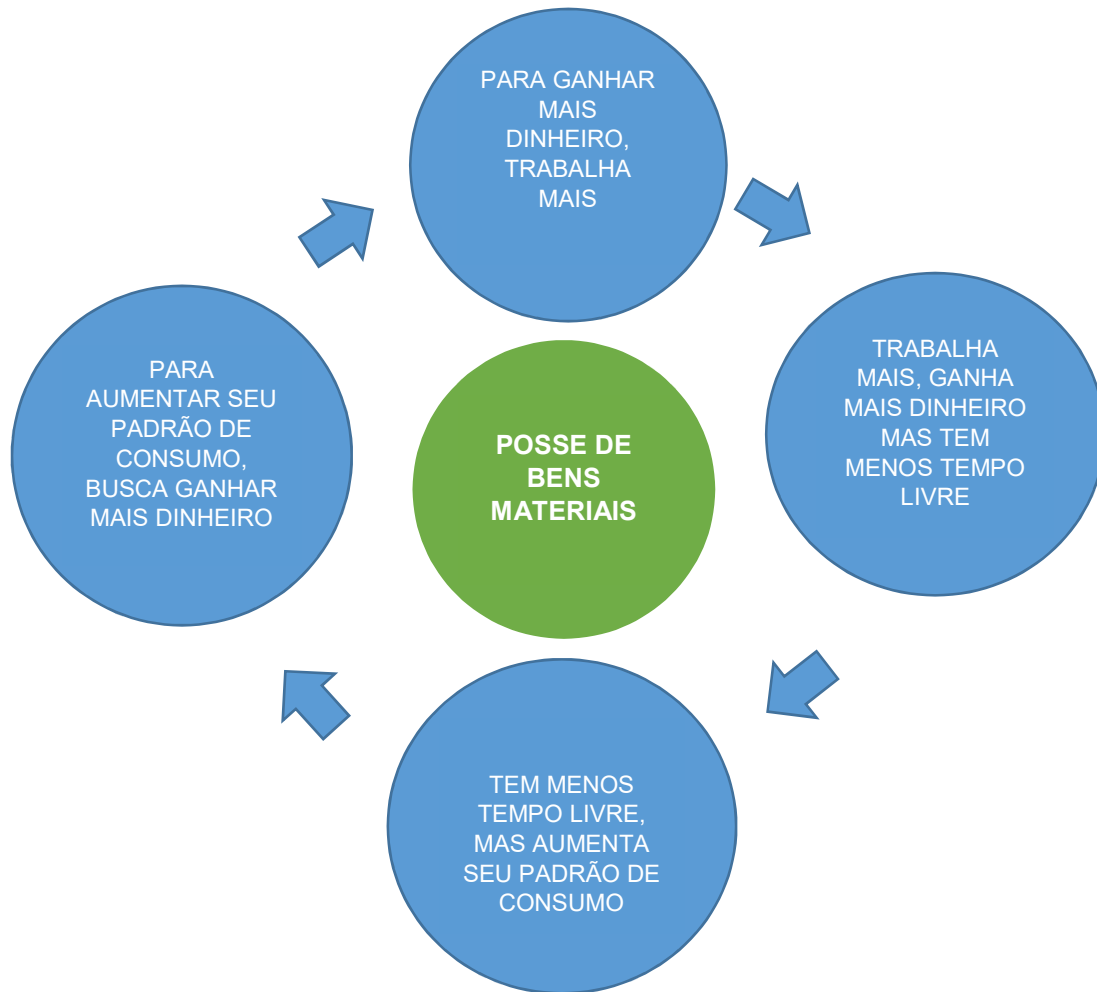 PARA GANHAR
MAIS
DINHEIRO,
TRABALHA
MAIS
TRABALHA
MAIS, GANHA
MAIS DINHEIRO
MAS TEM
MENOS TEMPO
LIVRE
TEM MENOS
TEMPO LIVRE,
MAS AUMENTA
SEU PADRÃO DE
CONSUMO
PARA
AUMENTAR SEU
PADRÃO DE
CONSUMO,
BUSCA GANHAR
MAIS DINHEIRO
POSSE DE
BENS
MATERIAIS